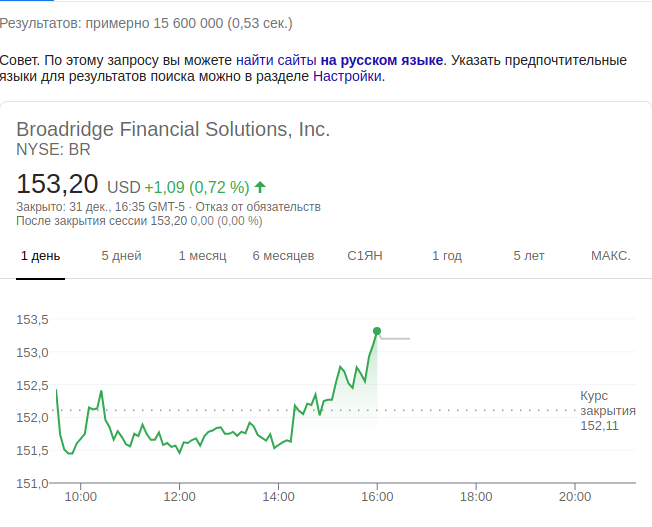 Результатов: примерно 15 600 000 (0,53 сек.)
Совет. По этому запросу вы можете найти сайты на русском языке. Указать предпочтительные
языки для результатов поиска можно в разделе Настройки.
Broadridge Financial Solutions, Inc.
NYSE: BR
153,20 USD +1,09 (0,72 %)
Закрыто: 31 дек., 16:35 GMT-5 · Отказ от обязательств
После закрытия сессии 153,20 0,00 (0,00 %)
1 день 5 дней 1 месяц 6 месяцев С1ЯН 1 год 5 лет МАКС.
153,5
153,0
152,5
152,0
151,5
151,0
Курс
закрытия
152,11
10:00 12:00 14:00 16:00 18:00 20:00